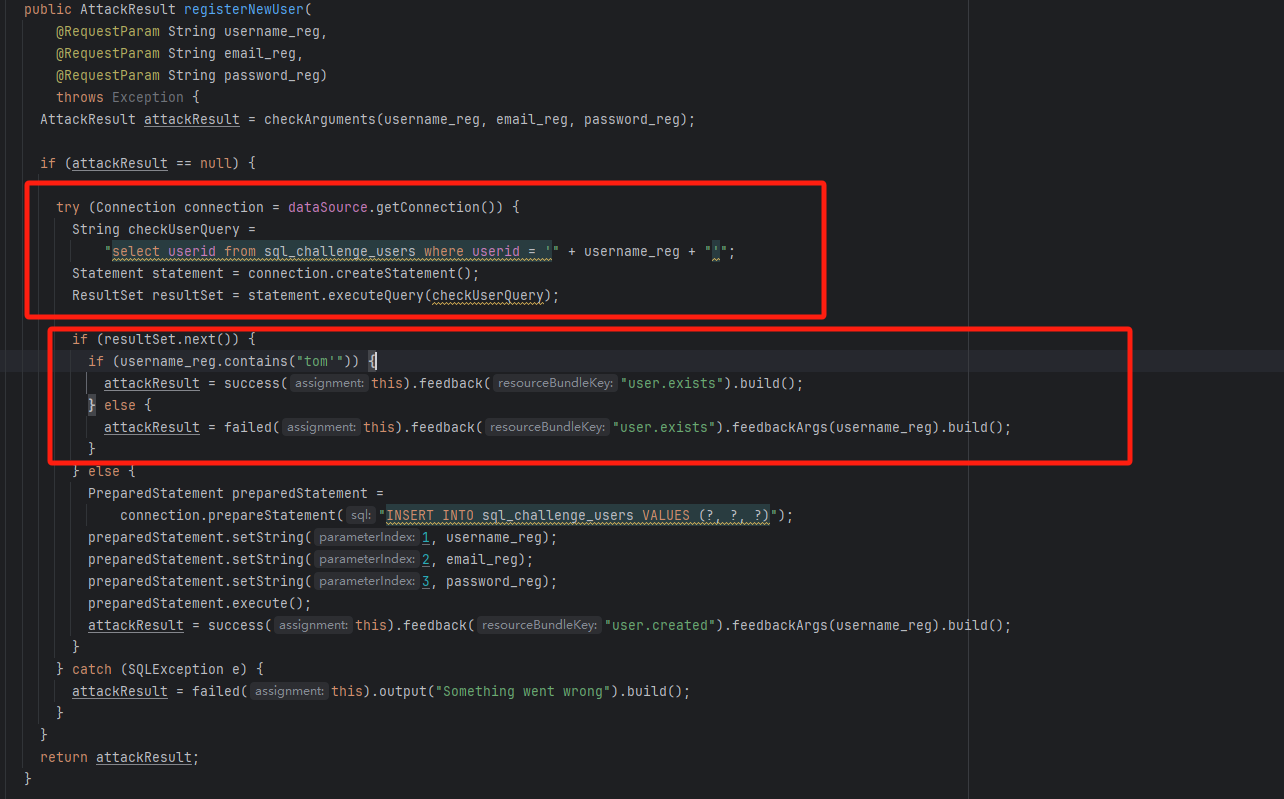 public AttackResult registerNewUser(
@RequestParam String username_reg,
@RequestParam String email_reg,
@RequestParam String password_reg)
throws Exception {
AttackResult attackResult = checkArguments(username_reg, email_reg, password_reg);
if (attackResult == null) {
try (Connection connection = dataSource.getConnection()) {
String checkUserQuery =
"select userid from sql_challenge_users where userid = '" + username_reg + "'";
Statement statement = connection.createStatement();
ResultSet resultSet = statement.executeQuery(checkUserQuery);
if (resultSet.next()) {
if (username_reg.contains("tom'")) {
attackResult = success( assignment: this).feedback( resourceBundleKey: "user.exists").build();
} else {
attackResult = failed( assignment: this).feedback( resourceBundleKey: "user.exists").feedbackArgs(username_reg).build();
}
} else {
PreparedStatement preparedStatement =
connection.prepareStatement( sql: "INSERT INTO sql_challenge_users VALUES (?, ?, ?)");
preparedStatement.setString( parameterIndex: 1, username_reg);
preparedStatement.setString( parameterIndex: 2, email_reg);
preparedStatement.setString( parameterIndex: 3, password_reg);
preparedStatement.execute();
attackResult = success( assignment: this).feedback( resourceBundleKey: "user.created").feedbackArgs(username_reg).build();
}
} catch (SQLException e) {
attackResult = failed( assignment: this).output("Something went wrong").build();
}
}
return attackResult;
}